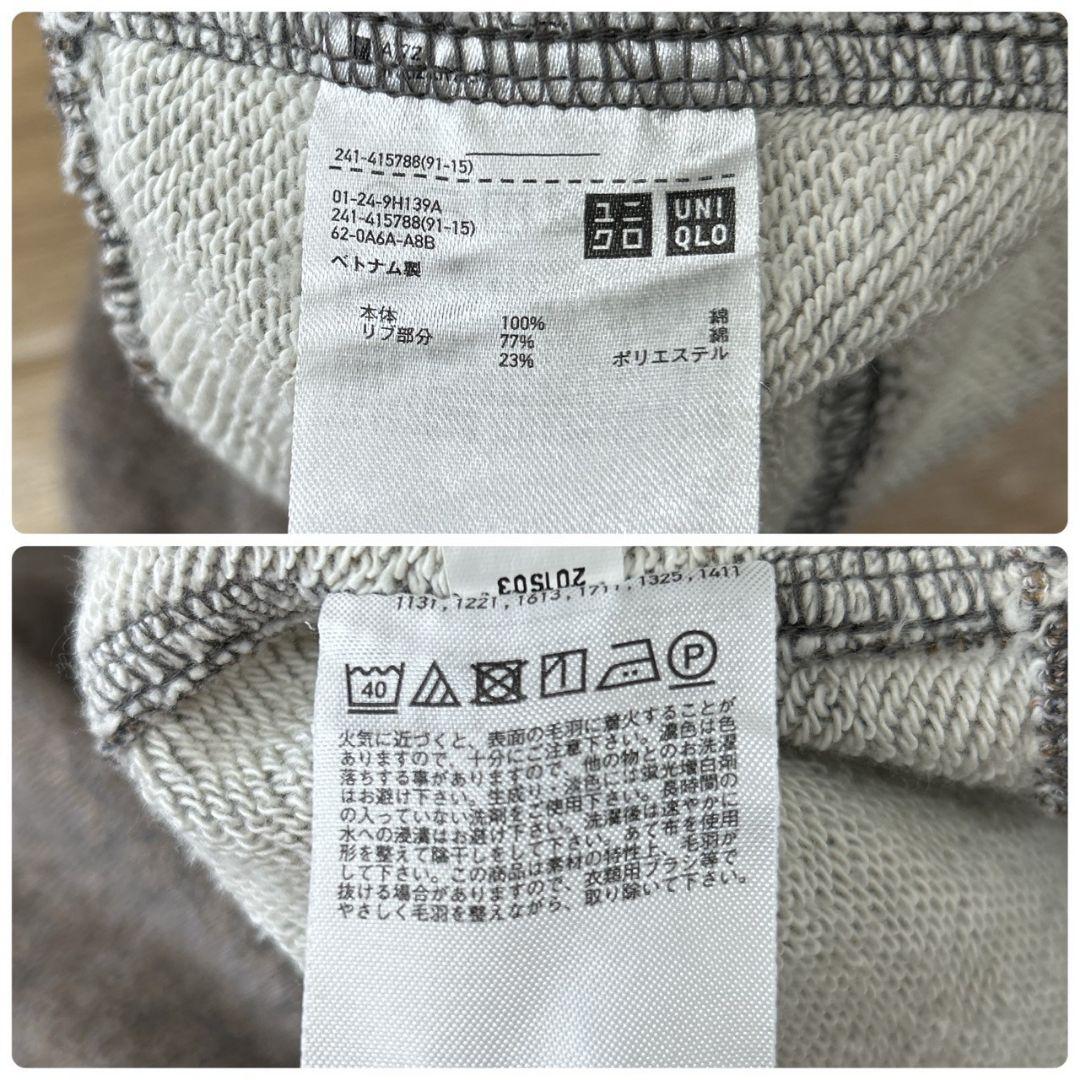 A 72
241-415788(91-15)
01-24-9H139A
241-415788(91-15)
62-0A6A-A8B
ベトナム製
ユニ
クロ
UNI
QLO
本体 100% 綿
リブ部分 77% 綿
23% ポリエステル
201503
1131,1221,1613,1711,1325,1411
40
P
火気に近づくと、表面の毛羽に着火することが
ありますので、十分にご注意下さい。濃色は色
落ちする事がありますので、他の物とのお洗濯
はお避け下さい。生成り、淡色には蛍光増白剤
の入っていない洗剤をご使用下さい。長時間の
水への浸漬はお避け下さい。洗濯後は速やかに
形を整えて陰干しをして下さい。あて布を使用
して下さい。この商品は素材の特性上、毛羽が
抜ける場合がありますので、衣類用ブラシ等で
やさしく毛羽を整えながら、取り除いて下さい。